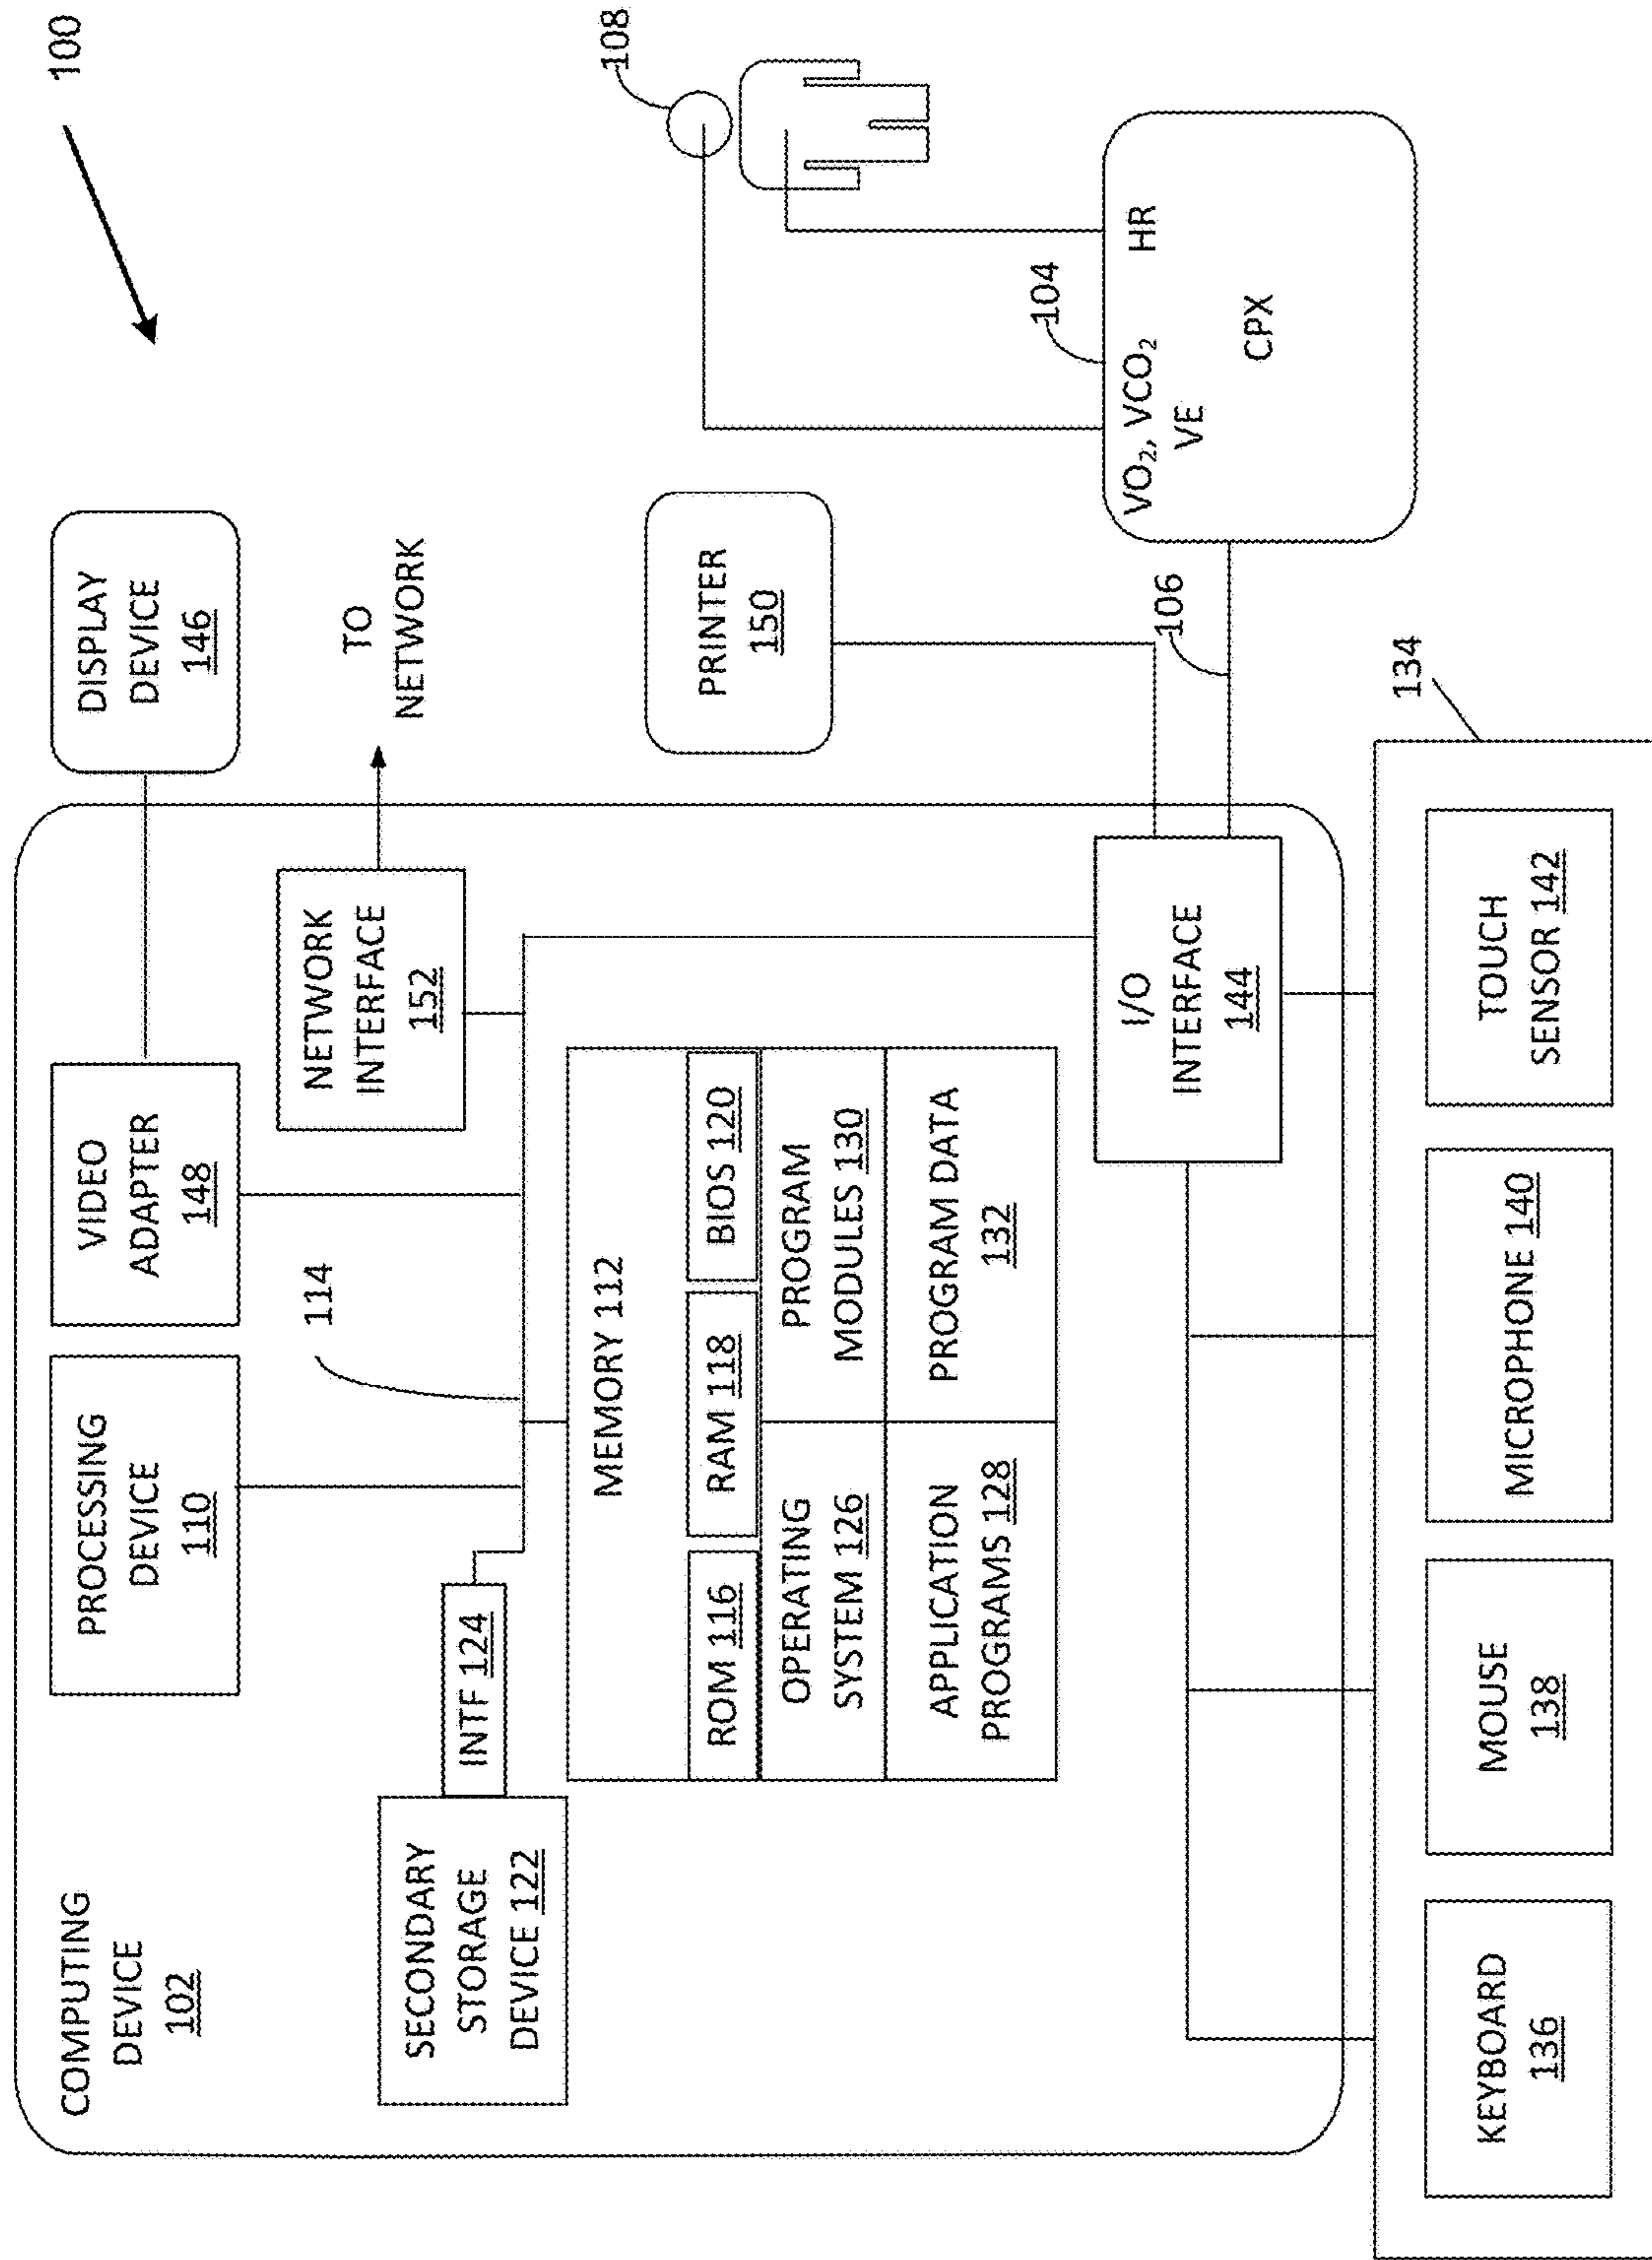 100
COMPUTING
DEVICE
102
PROCESSING
DEVICE
110
VIDEO
ADAPTER
148
DISPLAY
DEVICE
146
114
NETWORK
INTERFACE
152
TO
NETWORK
SECONDARY
STORAGE
DEVICE 122
INTF 124
MEMORY 112
ROM 116
RAM 118
BIOS 120
OPERATING
SYSTEM 126
PROGRAM
MODULES 130
APPLICATION
PROGRAMS 128
PROGRAM DATA
132
PRINTER
150
108
I/O
INTERFACE
144
106
104
VO₂, VCO₂
VE
HR
CPX
134
KEYBOARD
136
MOUSE
138
MICROPHONE 140
TOUCH
SENSOR 142